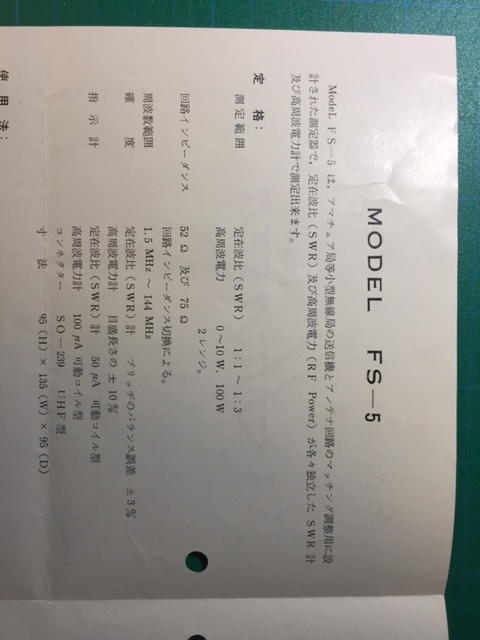 MODEL FS—5
ModeL FS—5 は，アマチュア局等小型無線局の送信機とアンテナ回路のマッチング調整用に設
計された測定器で，定在波比（SWR）及び高周波電力（RF Power）が各々独立した SWR 計
及び高周波電力計で測定出来ます。
定 格：
測定範囲 定在波比（SWR） 1：1～1：3
高周波電力 0～10W．100W
2レンジ。
回路インピーダンス 52 Ω 及び 75 Ω
回路インピーダンス切換による。
周波数範囲 1.5 MHz ～ 144 MHz
確 度 定在波比（SWR）計 ブリッヂのバランス誤差 ±3％
高周波電力計 目盛長さの ±10％
指 示 計 定在波比（SWR）計 50 μA 可動コイル型
高周波電力計 100 μA 可動コイル型
コンネクター SO—239 UHF 型
寸 法 95（H）× 135（W）× 95（D）
使 用 法：